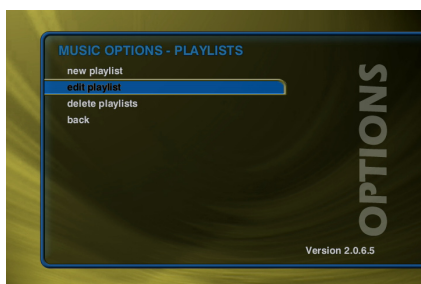 MUSIC OPTIONS - PLAYLISTS
new playlist
edit playlist
delete playlists
back
OPTIONS
Version 2.0.6.5